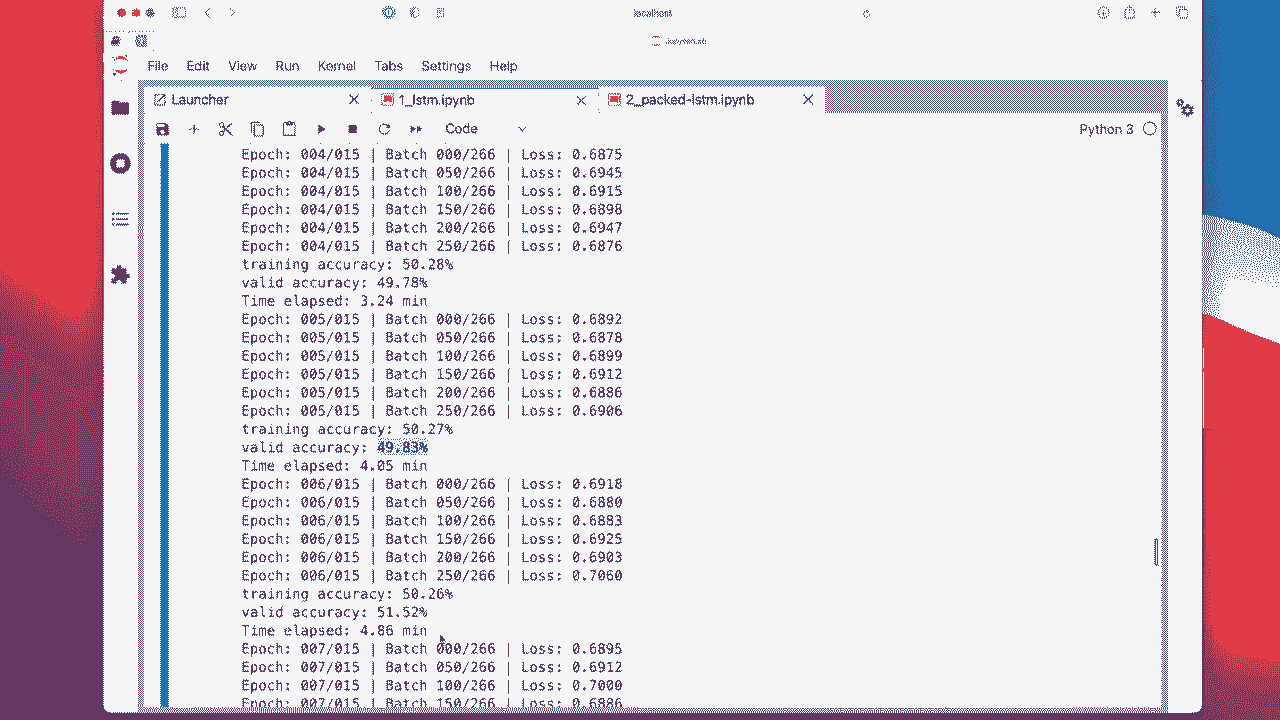 localhost
JupyterLab
File Edit View Run Kernel Tabs Settings Help
Launcher 1_lstm.ipynb 2_packed-lstm.ipynb
Code Python 3
Epoch: 004/015 | Batch 000/266 | Loss: 0.6875
Epoch: 004/015 | Batch 050/266 | Loss: 0.6945
Epoch: 004/015 | Batch 100/266 | Loss: 0.6915
Epoch: 004/015 | Batch 150/266 | Loss: 0.6898
Epoch: 004/015 | Batch 200/266 | Loss: 0.6947
Epoch: 004/015 | Batch 250/266 | Loss: 0.6876
training accuracy: 50.28%
valid accuracy: 49.78%
Time elapsed: 3.24 min
Epoch: 005/015 | Batch 000/266 | Loss: 0.6892
Epoch: 005/015 | Batch 050/266 | Loss: 0.6878
Epoch: 005/015 | Batch 100/266 | Loss: 0.6899
Epoch: 005/015 | Batch 150/266 | Loss: 0.6912
Epoch: 005/015 | Batch 200/266 | Loss: 0.6886
Epoch: 005/015 | Batch 250/266 | Loss: 0.6906
training accuracy: 50.27%
valid accuracy: 49.83%
Time elapsed: 4.05 min
Epoch: 006/015 | Batch 000/266 | Loss: 0.6918
Epoch: 006/015 | Batch 050/266 | Loss: 0.6880
Epoch: 006/015 | Batch 100/266 | Loss: 0.6883
Epoch: 006/015 | Batch 150/266 | Loss: 0.6925
Epoch: 006/015 | Batch 200/266 | Loss: 0.6903
Epoch: 006/015 | Batch 250/266 | Loss: 0.7060
training accuracy: 50.26%
valid accuracy: 51.52%
Time elapsed: 4.86 min
Epoch: 007/015 | Batch 000/266 | Loss: 0.6895
Epoch: 007/015 | Batch 050/266 | Loss: 0.6912
Epoch: 007/015 | Batch 100/266 | Loss: 0.7000
Epoch: 007/015 | Batch 150/266 | Loss: 0.6886